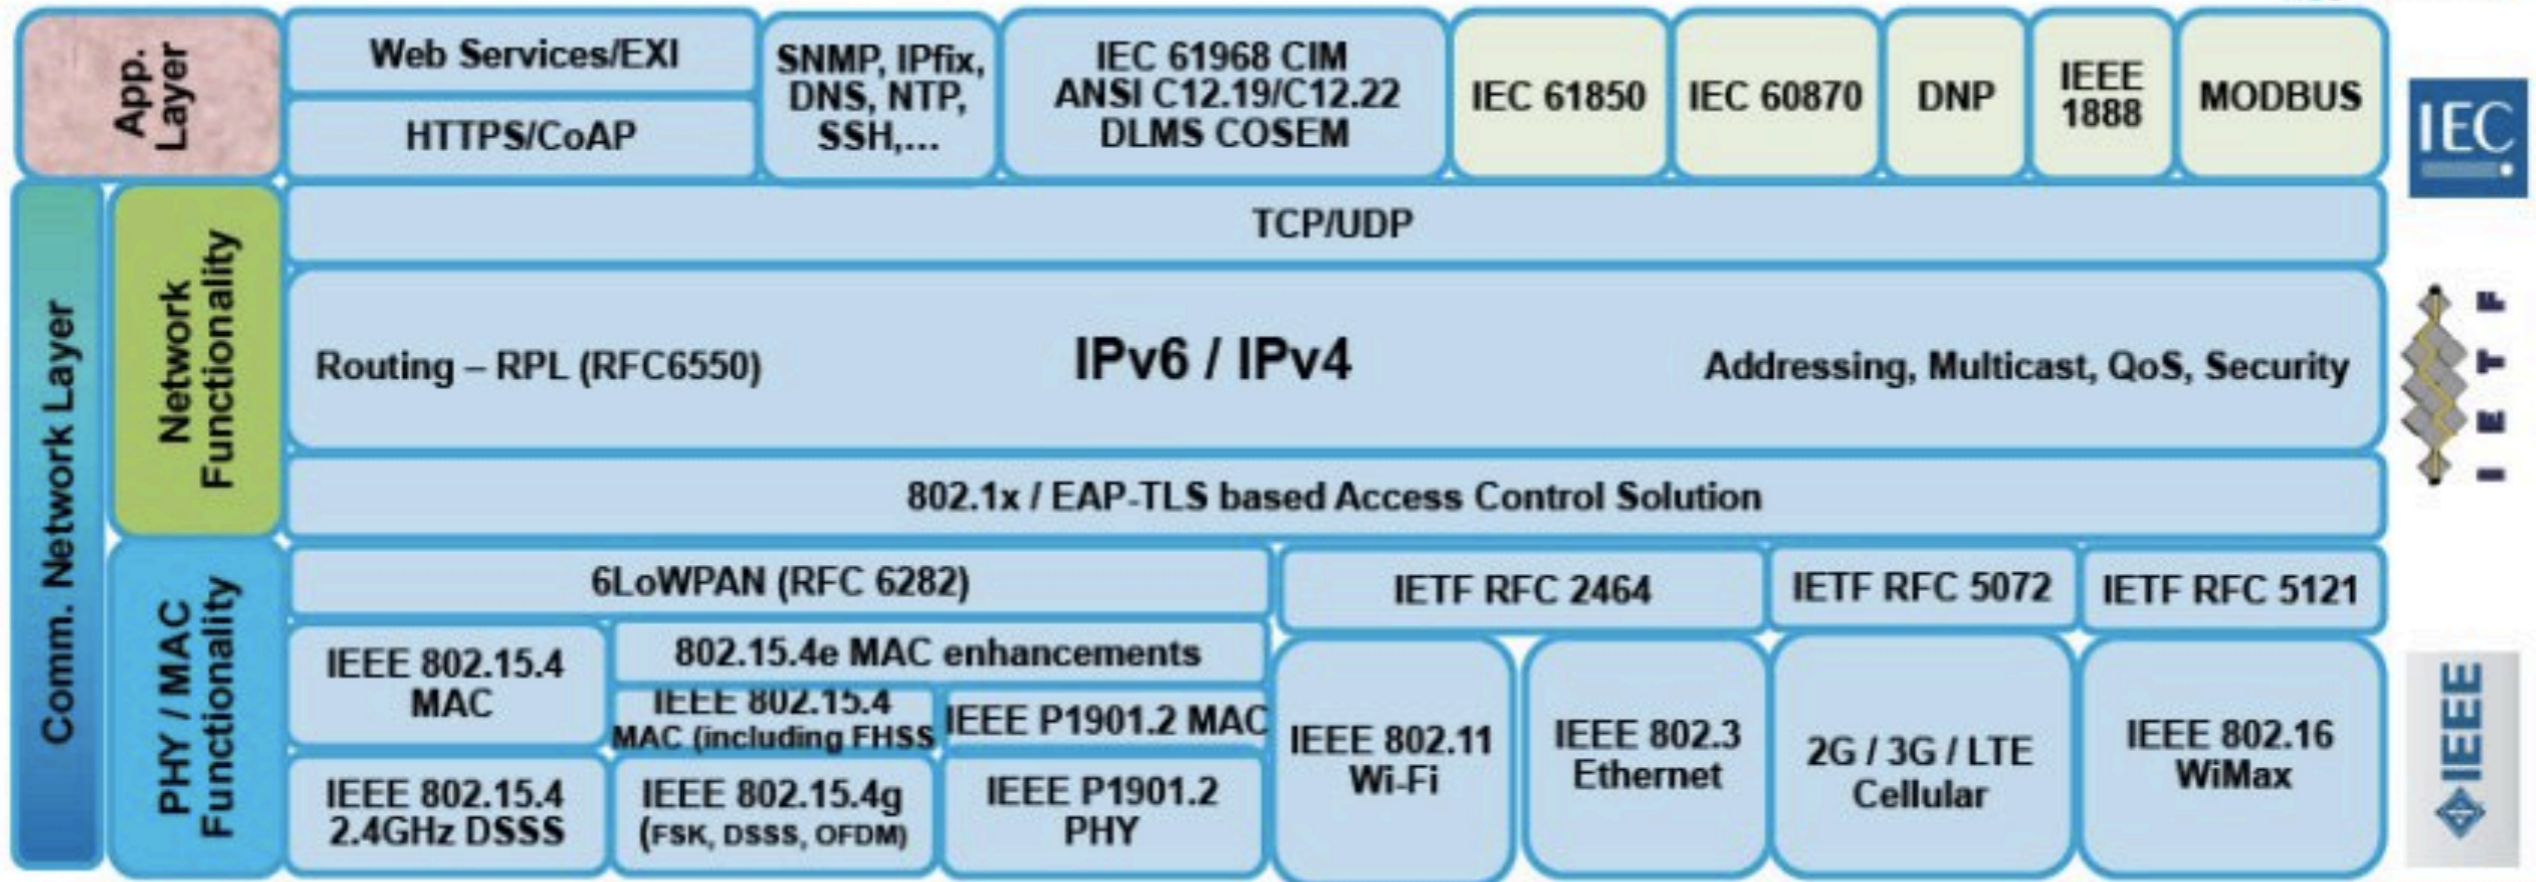 App.
Layer
Web Services/EXI
HTTPS/CoAP
SNMP, IPfix,
DNS, NTP,
SSH,...
IEC 61968 CIM
ANSI C12.19/C12.22
DLMS COSEM
IEC 61850
IEC 60870
DNP
IEEE
1888
MODBUS
IEC
Comm. Network Layer
Network
Functionality
TCP/UDP
Routing – RPL (RFC6550)
IPv6 / IPv4
Addressing, Multicast, QoS, Security
802.1x / EAP-TLS based Access Control Solution
I E T F
PHY / MAC
Functionality
6LoWPAN (RFC 6282)
IETF RFC 2464
IETF RFC 5072
IETF RFC 5121
IEEE 802.15.4
MAC
802.15.4e MAC enhancements
IEEE 802.15.4
MAC (including FHSS
IEEE P1901.2 MAC
IEEE 802.15.4
2.4GHz DSSS
IEEE 802.15.4g
(FSK, DSSS, OFDM)
IEEE P1901.2
PHY
IEEE 802.11
Wi-Fi
IEEE 802.3
Ethernet
2G / 3G / LTE
Cellular
IEEE 802.16
WiMax
IEEE